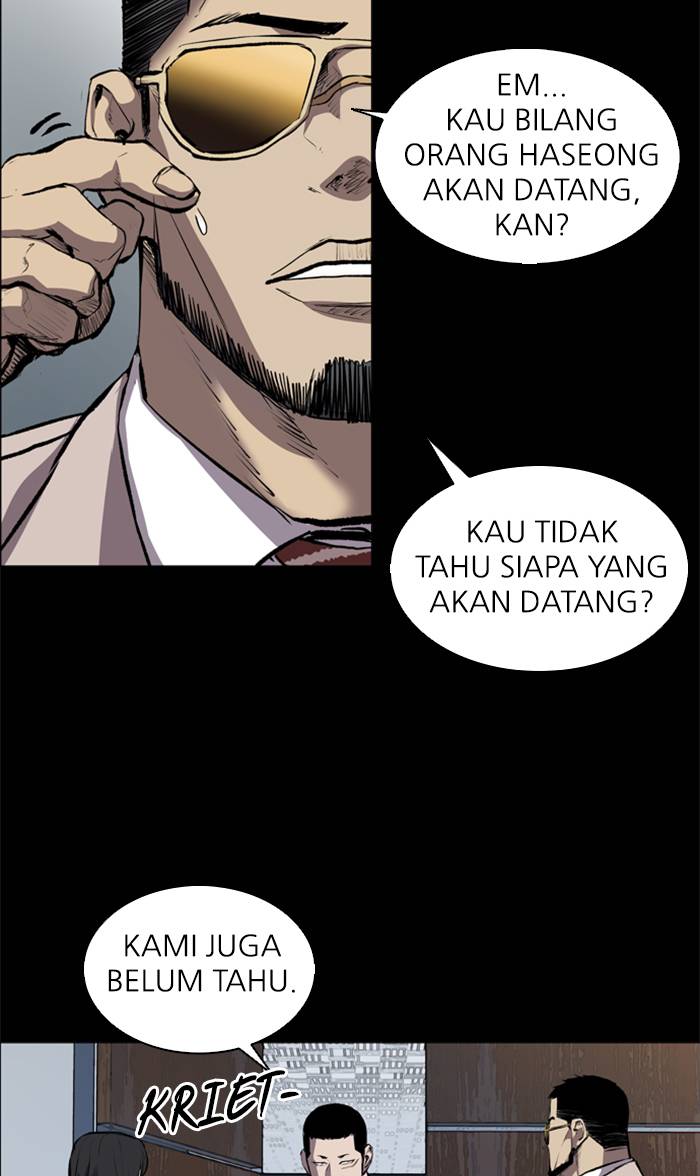 EM...
KAU BILANG
ORANG HASEONG
AKAN DATANG,
KAN?
KAU TIDAK
TAHU SIAPA YANG
AKAN DATANG?
KAMI JUGA
BELUM TAHU.
KRIET-